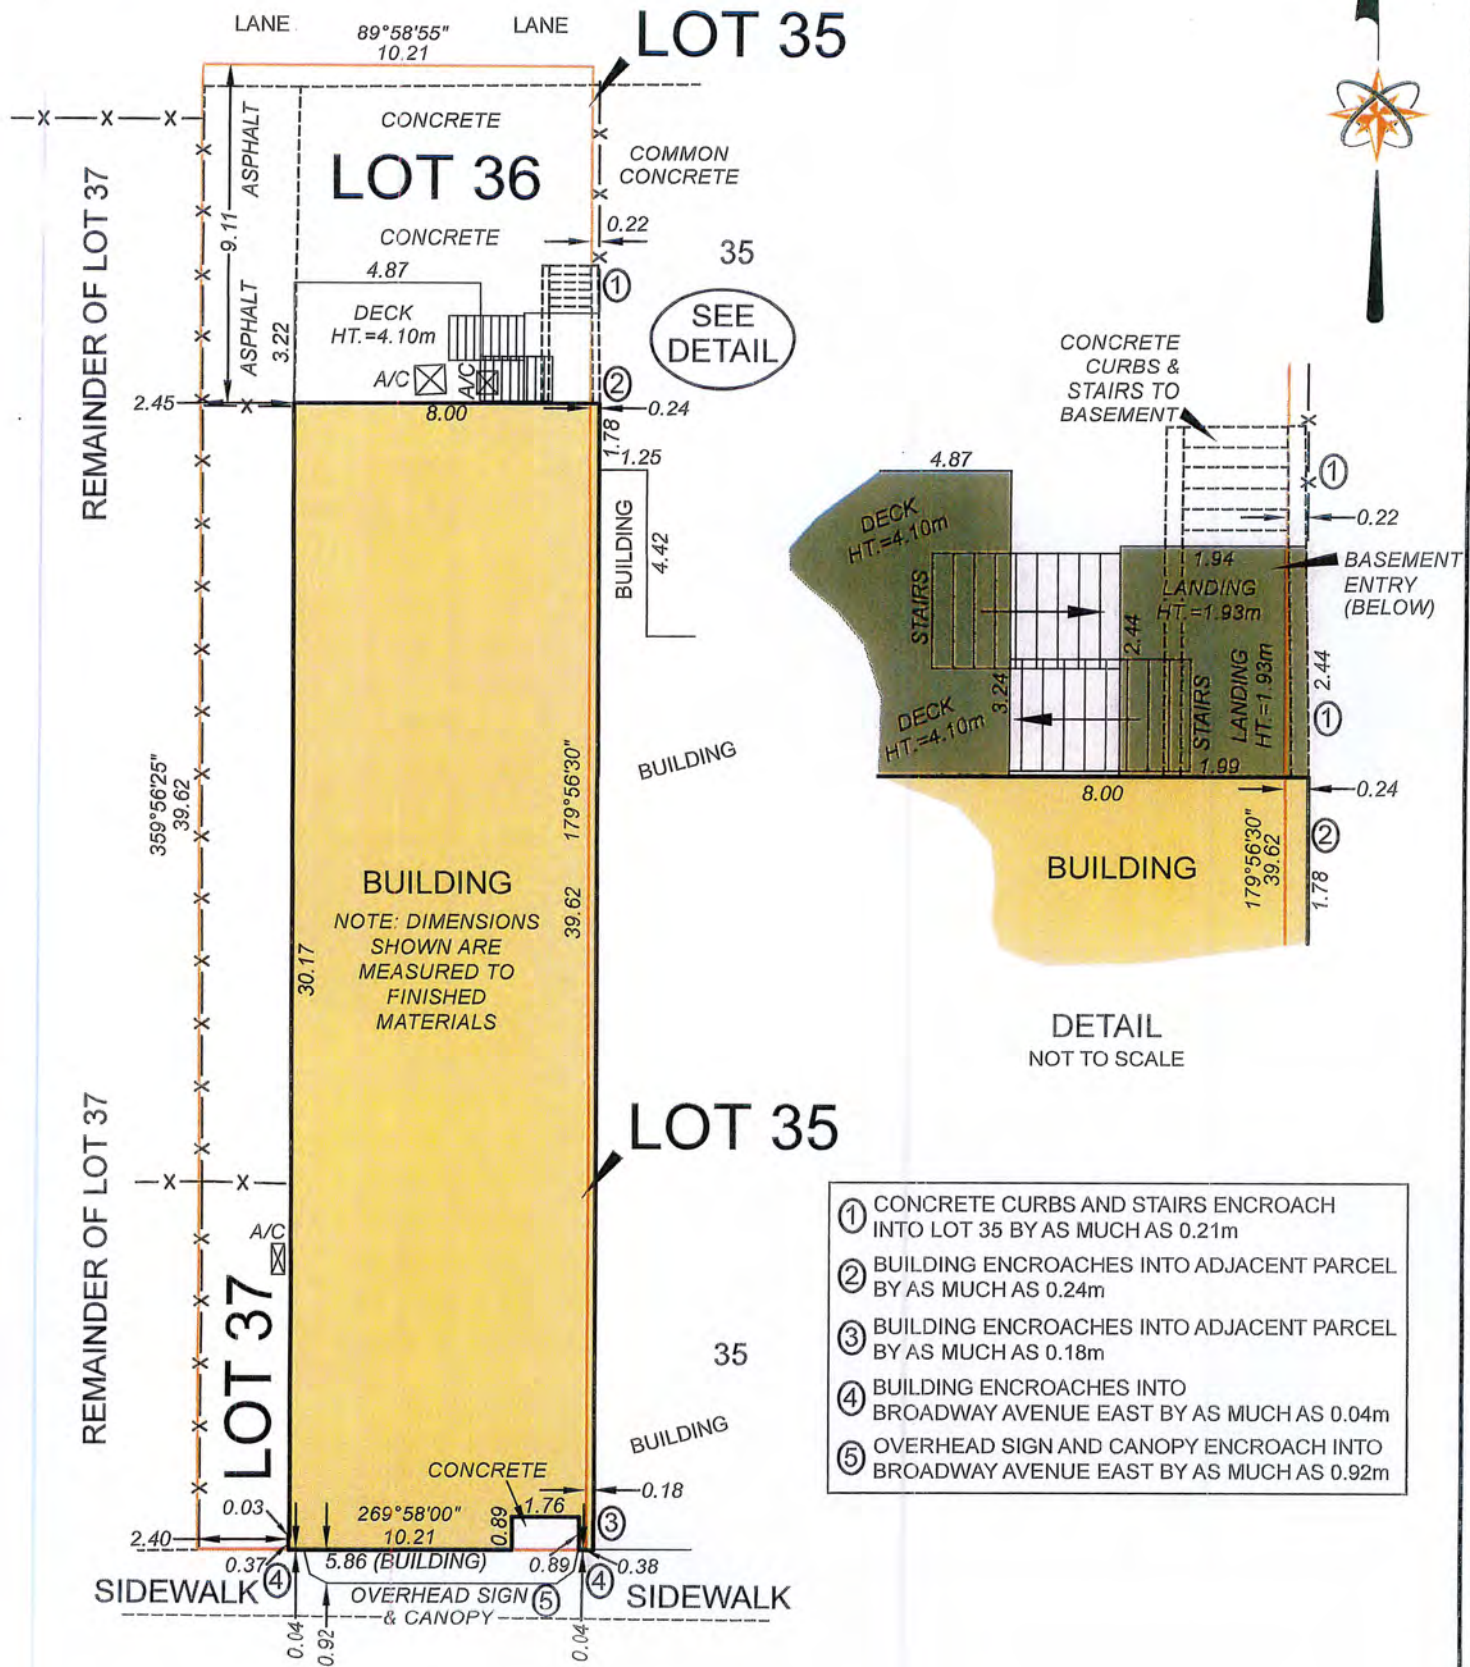 LANE
89°58'55"
10.21
LANE
LOT 35
ASPHALT
CONCRETE
LOT 36
COMMON
CONCRETE
REMAINDER OF LOT 37
9.11
CONCRETE
0.22
35
4.87
1
ASPHALT
3.22
DECK
HT.=4.10m
SEE
DETAIL
A/C
A/C
2
2.45
8.00
0.24
1.78
1.25
BUILDING
4.42
BUILDING
359°56'25"
39.62
179°56'30"
39.62
BUILDING
NOTE: DIMENSIONS
SHOWN ARE
MEASURED TO
FINISHED
MATERIALS
30.17
REMAINDER OF LOT 37
LOT 35
A/C
LOT 37
35
BUILDING
CONCRETE
0.18
0.03
269°58'00"
10.21
0.89
1.76
3
2.40
0.37
5.86 (BUILDING)
0.89
0.38
SIDEWALK
4
OVERHEAD SIGN
& CANOPY
5
4
SIDEWALK
0.04
0.92
0.04
CONCRETE
CURBS &
STAIRS TO
BASEMENT
4.87
1
0.22
DECK
HT.=4.10m
STAIRS
1.94
LANDING
HT.=1.93m
BASEMENT
ENTRY
(BELOW)
2.44
3.24
DECK
HT.=4.10m
STAIRS
LANDING
HT.=1.93m
2.44
1
1.99
8.00
0.24
BUILDING
179°56'30"
39.62
2
1.78
DETAIL
NOT TO SCALE
1 CONCRETE CURBS AND STAIRS ENCROACH
INTO LOT 35 BY AS MUCH AS 0.21m
2 BUILDING ENCROACHES INTO ADJACENT PARCEL
BY AS MUCH AS 0.24m
3 BUILDING ENCROACHES INTO ADJACENT PARCEL
BY AS MUCH AS 0.18m
4 BUILDING ENCROACHES INTO
BROADWAY AVENUE EAST BY AS MUCH AS 0.04m
5 OVERHEAD SIGN AND CANOPY ENCROACH INTO
BROADWAY AVENUE EAST BY AS MUCH AS 0.92m